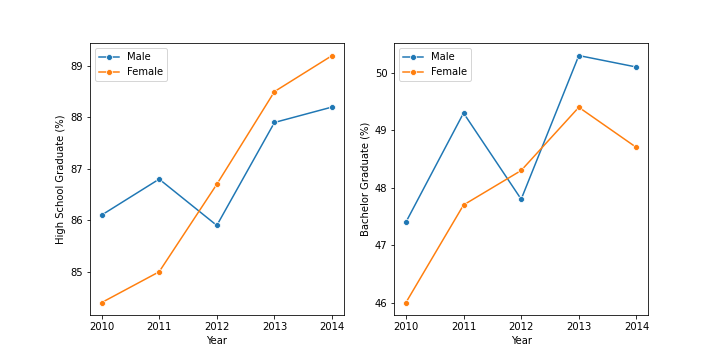 Male
Female
High School Graduate (%)
89
88
87
86
85
2010 2011 2012 2013 2014
Year
Male
Female
Bachelor Graduate (%)
50
49
48
47
46
2010 2011 2012 2013 2014
Year